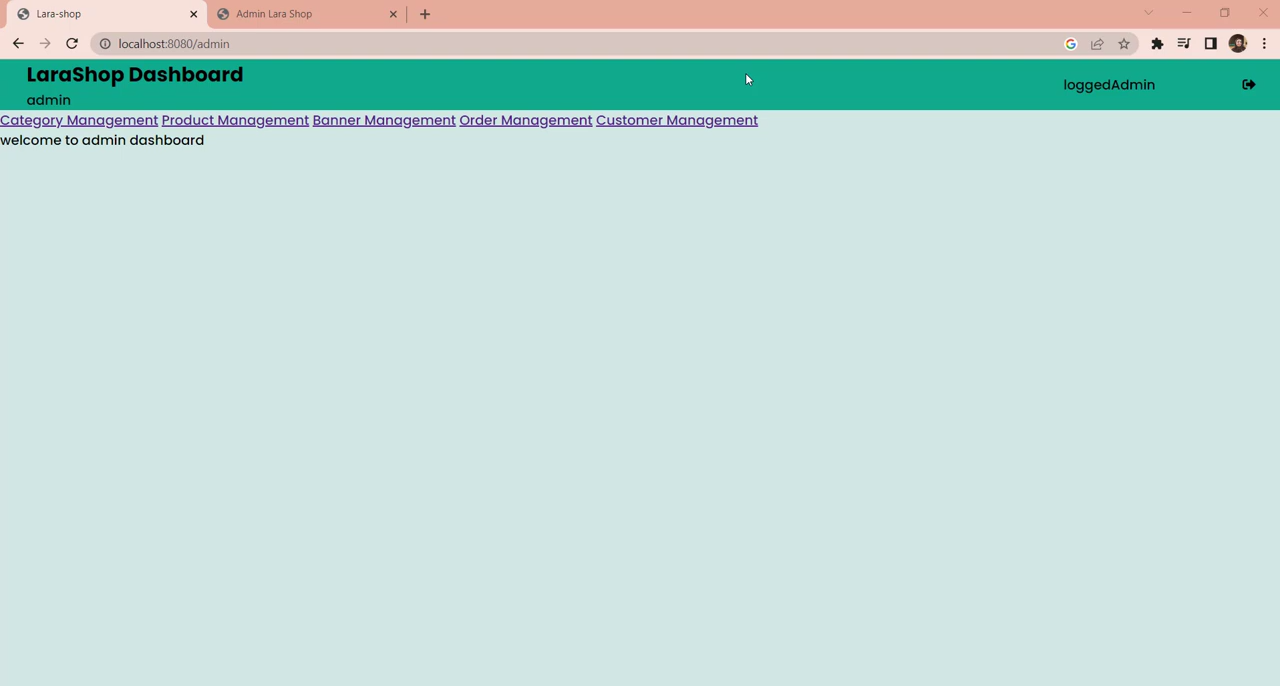 Lara-shop
Admin Lara Shop
localhost:8080/admin
LaraShop Dashboard
admin
loggedAdmin
Category Management Product Management Banner Management Order Management Customer Management
welcome to admin dashboard